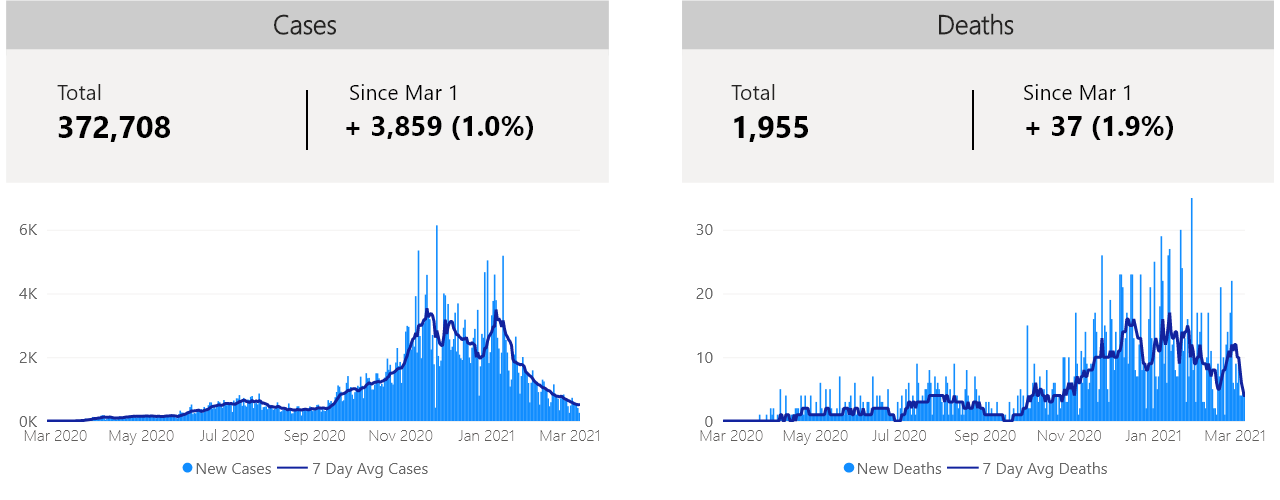 Cases
Total
Since Mar 1
372,708
+ 3,859 (1.0%)
6K
4K
2K
0K
Mar 2020 May 2020 Jul 2020 Sep 2020 Nov 2020 Jan 2021 Mar 2021
New Cases 7 Day Avg Cases
Deaths
Total
Since Mar 1
1,955
+ 37 (1.9%)
30
20
10
0
Mar 2020 May 2020 Jul 2020 Sep 2020 Nov 2020 Jan 2021 Mar 2021
New Deaths 7 Day Avg Deaths